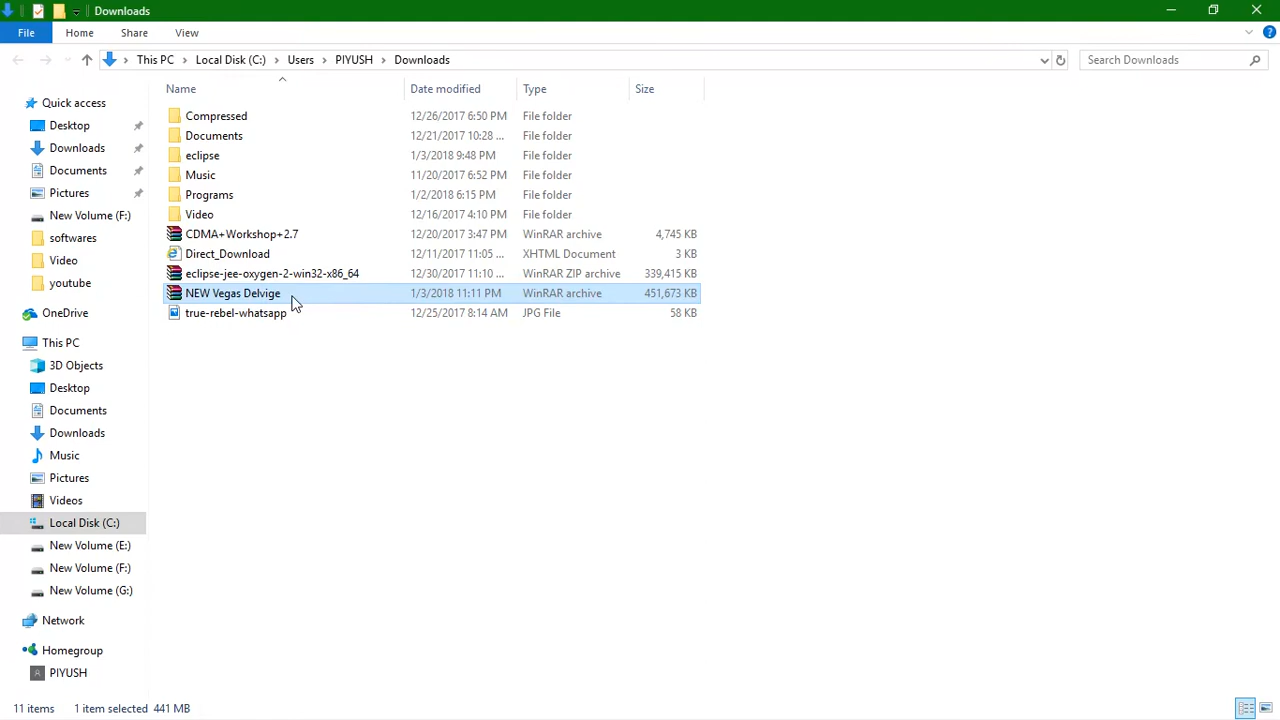 Downloads
File Home Share View
This PC Local Disk (C:) Users PIYUSH Downloads Search Downloads
Name Date modified Type Size
Compressed 12/26/2017 6:50 PM File folder
Documents 12/21/2017 10:28 ... File folder
eclipse 1/3/2018 9:48 PM File folder
Music 11/20/2017 6:52 PM File folder
Programs 1/2/2018 6:15 PM File folder
Video 12/16/2017 4:10 PM File folder
CDMA+Workshop+2.7 12/20/2017 3:47 PM WinRAR archive 4,745 KB
Direct_Download 12/11/2017 11:05 ... XHTML Document 3 KB
eclipse-jee-oxygen-2-win32-x86_64 12/30/2017 11:10 ... WinRAR ZIP archive 339,415 KB
NEW Vegas Delvige 1/3/2018 11:11 PM WinRAR archive 451,673 KB
true-rebel-whatsapp 12/25/2017 8:14 AM JPG File 58 KB
Quick access
Desktop
Downloads
Documents
Pictures
New Volume (F:)
softwares
Video
youtube
OneDrive
This PC
3D Objects
Desktop
Documents
Downloads
Music
Pictures
Videos
Local Disk (C:)
New Volume (E:)
New Volume (F:)
New Volume (G:)
Network
Homegroup
PIYUSH
11 items 1 item selected 441 MB